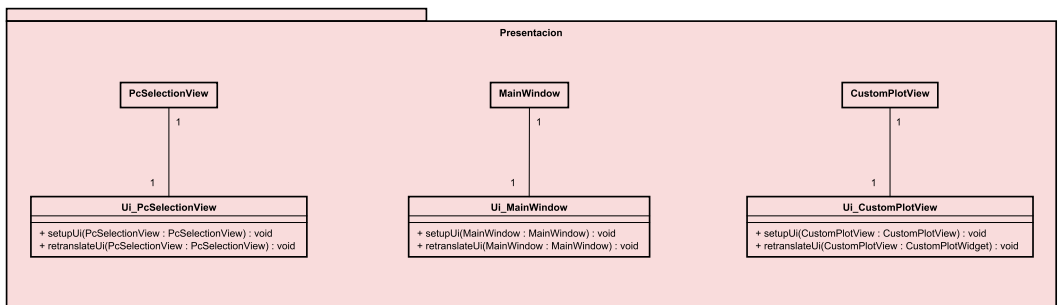 Presentacion
PcSelectionView
MainWindow
CustomPlotView
1
1
1
1
1
1
Ui_PcSelectionView
+ setupUi(PcSelectionView : PcSelectionView) : void
+ retranslateUi(PcSelectionView : PcSelectionView) : void
Ui_MainWindow
+ setupUi(MainWindow : MainWindow) : void
+ retranslateUi(MainWindow : MainWindow) : void
Ui_CustomPlotView
+ setupUi(CustomPlotView : CustomPlotView) : void
+ retranslateUi(CustomPlotView : CustomPlotWidget) : void